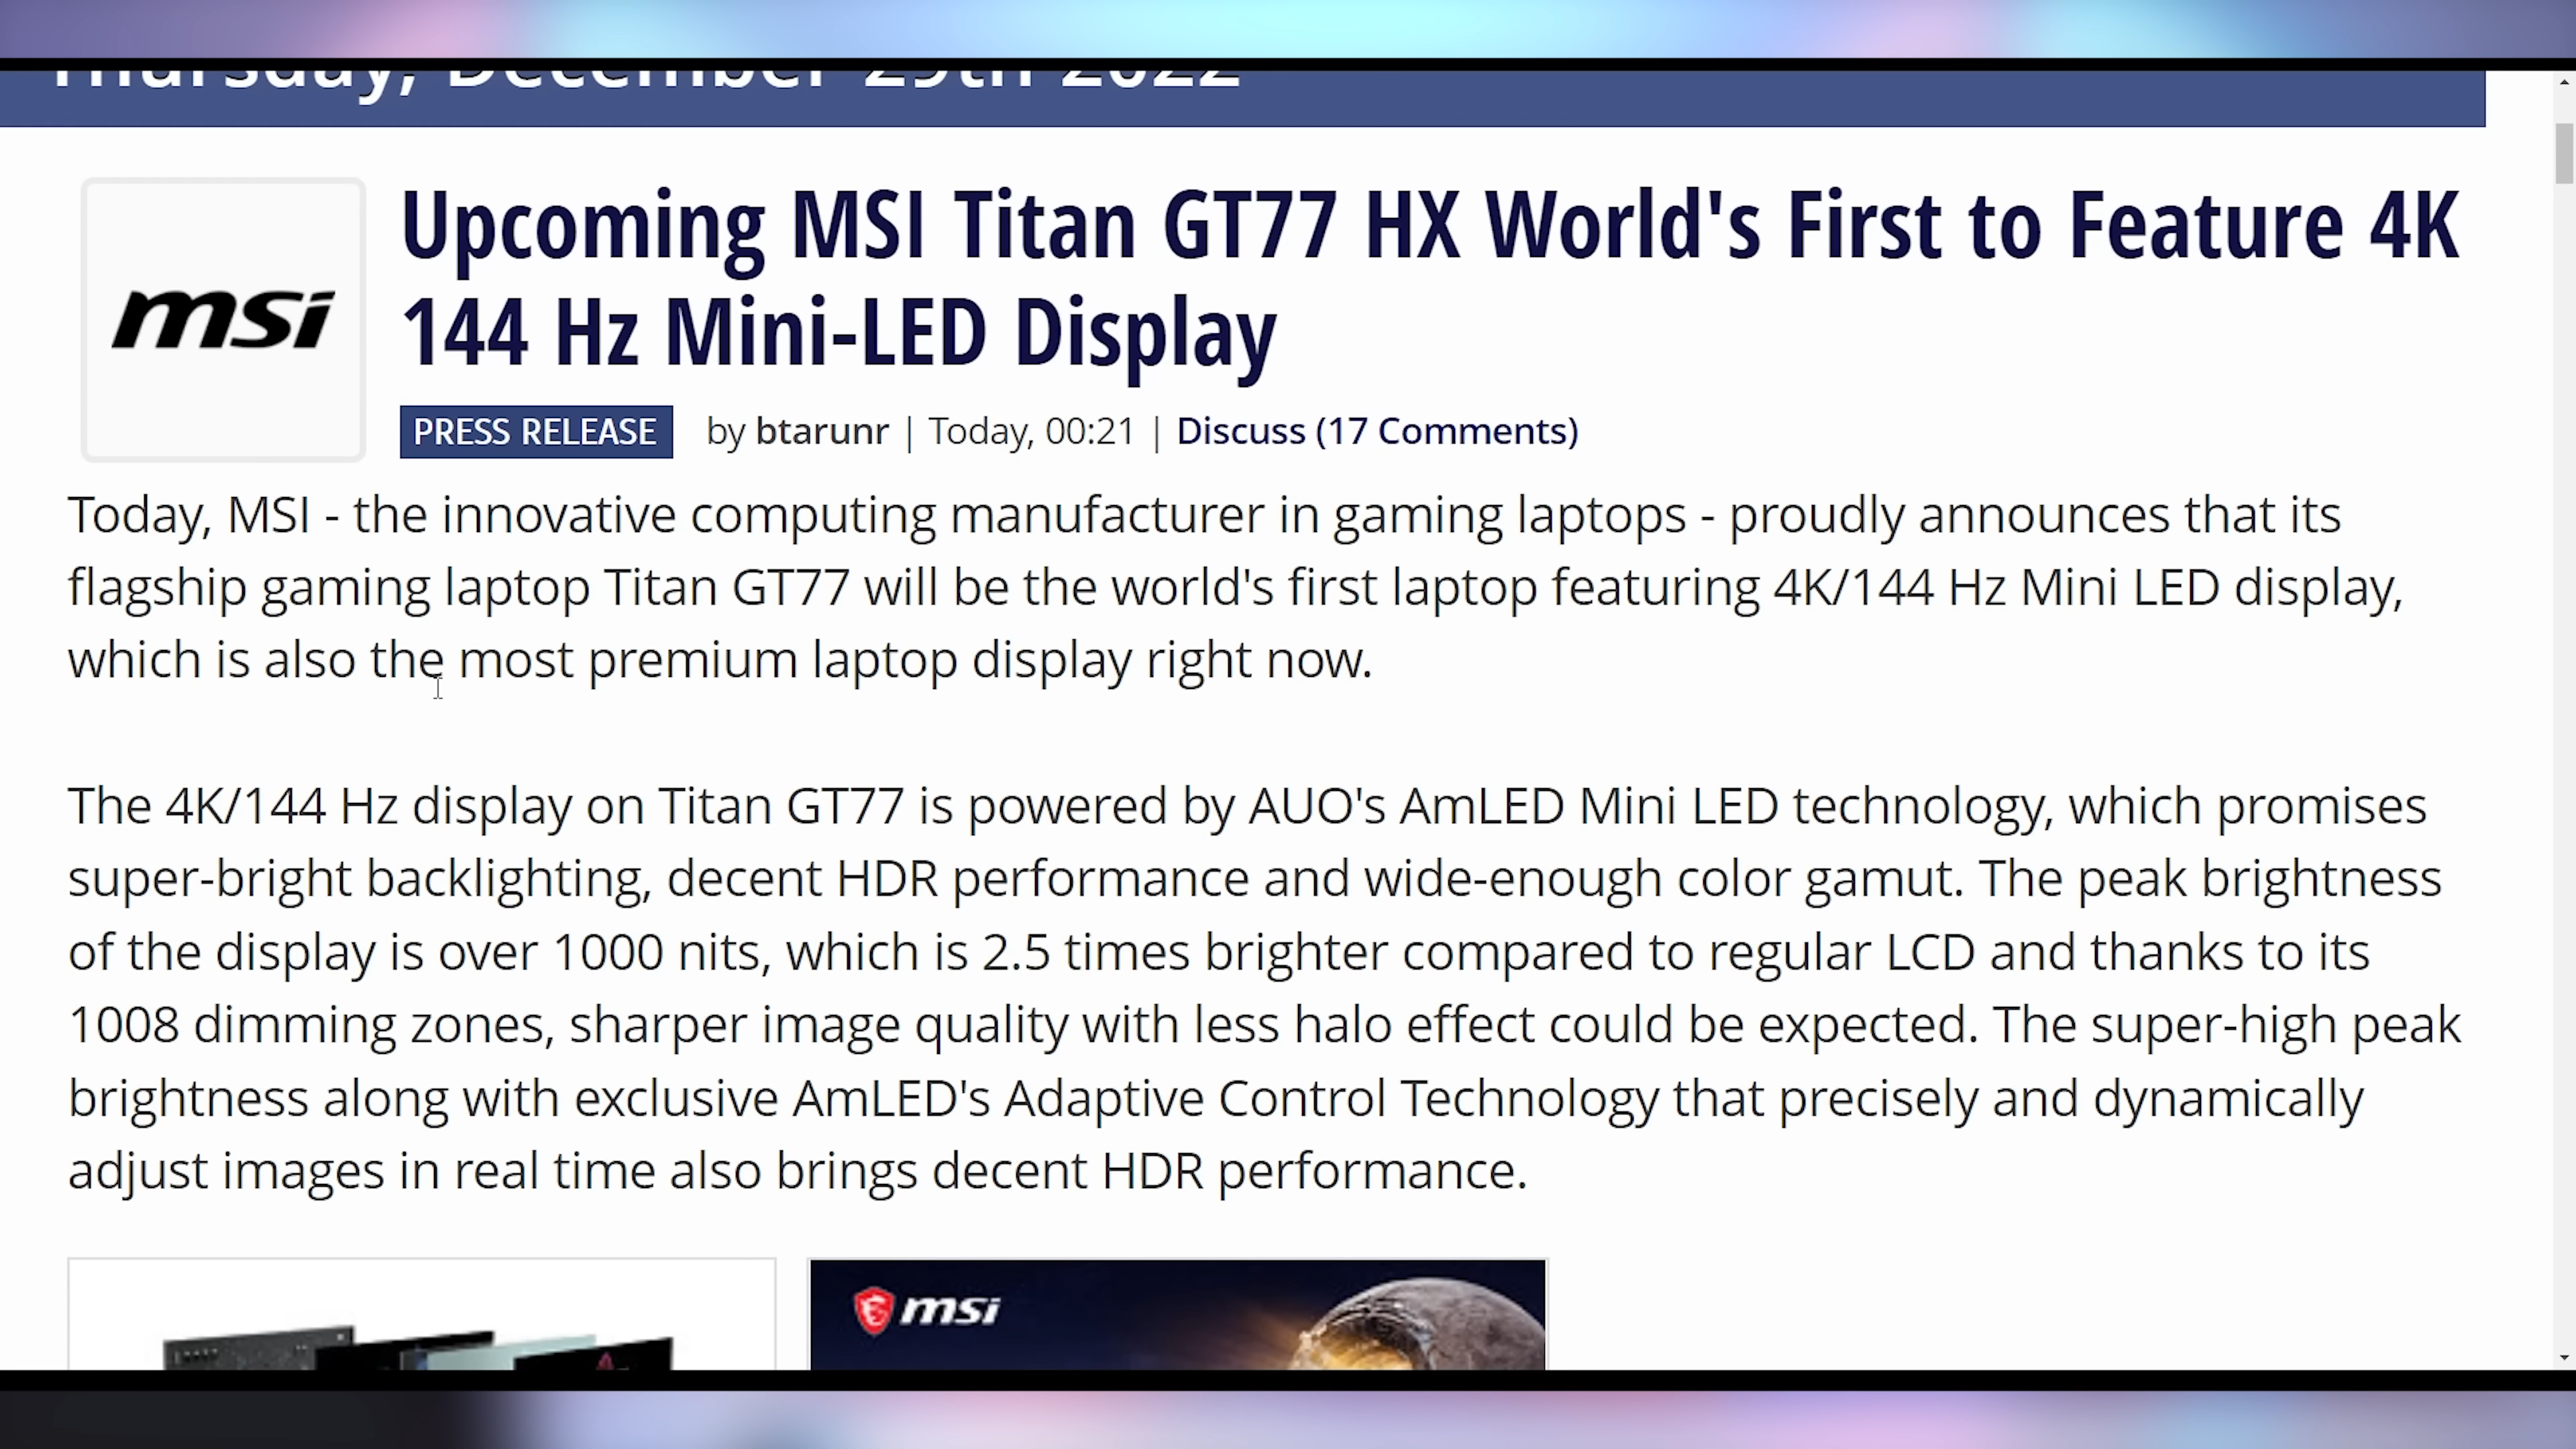 Thursday, December 29th 2022
msi
Upcoming MSI Titan GT77 HX World's First to Feature 4K
144 Hz Mini-LED Display
PRESS RELEASE by btarunr | Today, 00:21 | Discuss (17 Comments)
Today, MSI - the innovative computing manufacturer in gaming laptops - proudly announces that its
flagship gaming laptop Titan GT77 will be the world's first laptop featuring 4K/144 Hz Mini LED display,
which is also the most premium laptop display right now.
The 4K/144 Hz display on Titan GT77 is powered by AUO's AmLED Mini LED technology, which promises
super-bright backlighting, decent HDR performance and wide-enough color gamut. The peak brightness
of the display is over 1000 nits, which is 2.5 times brighter compared to regular LCD and thanks to its
1008 dimming zones, sharper image quality with less halo effect could be expected. The super-high peak
brightness along with exclusive AmLED's Adaptive Control Technology that precisely and dynamically
adjust images in real time also brings decent HDR performance.
msi